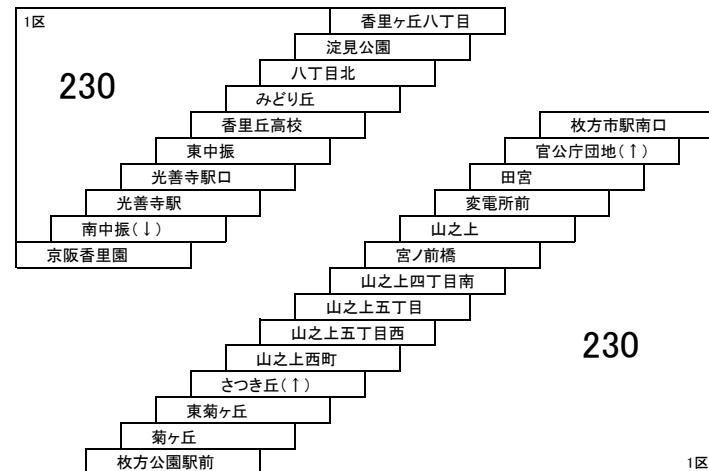 1区
香里ヶ丘八丁目
淀見公園
八丁目北
みどり丘
香里丘高校
東中振
光善寺駅口
光善寺駅
南中振(↓)
京阪香里園
230
枚方市駅南口
官公庁団地(↑)
田宮
変電所前
山之上
宮ノ前橋
山之上四丁目南
山之上五丁目
山之上五丁目西
山之上西町
さつき丘(↑)
東菊ヶ丘
菊ヶ丘
枚方公園駅前
230
1区